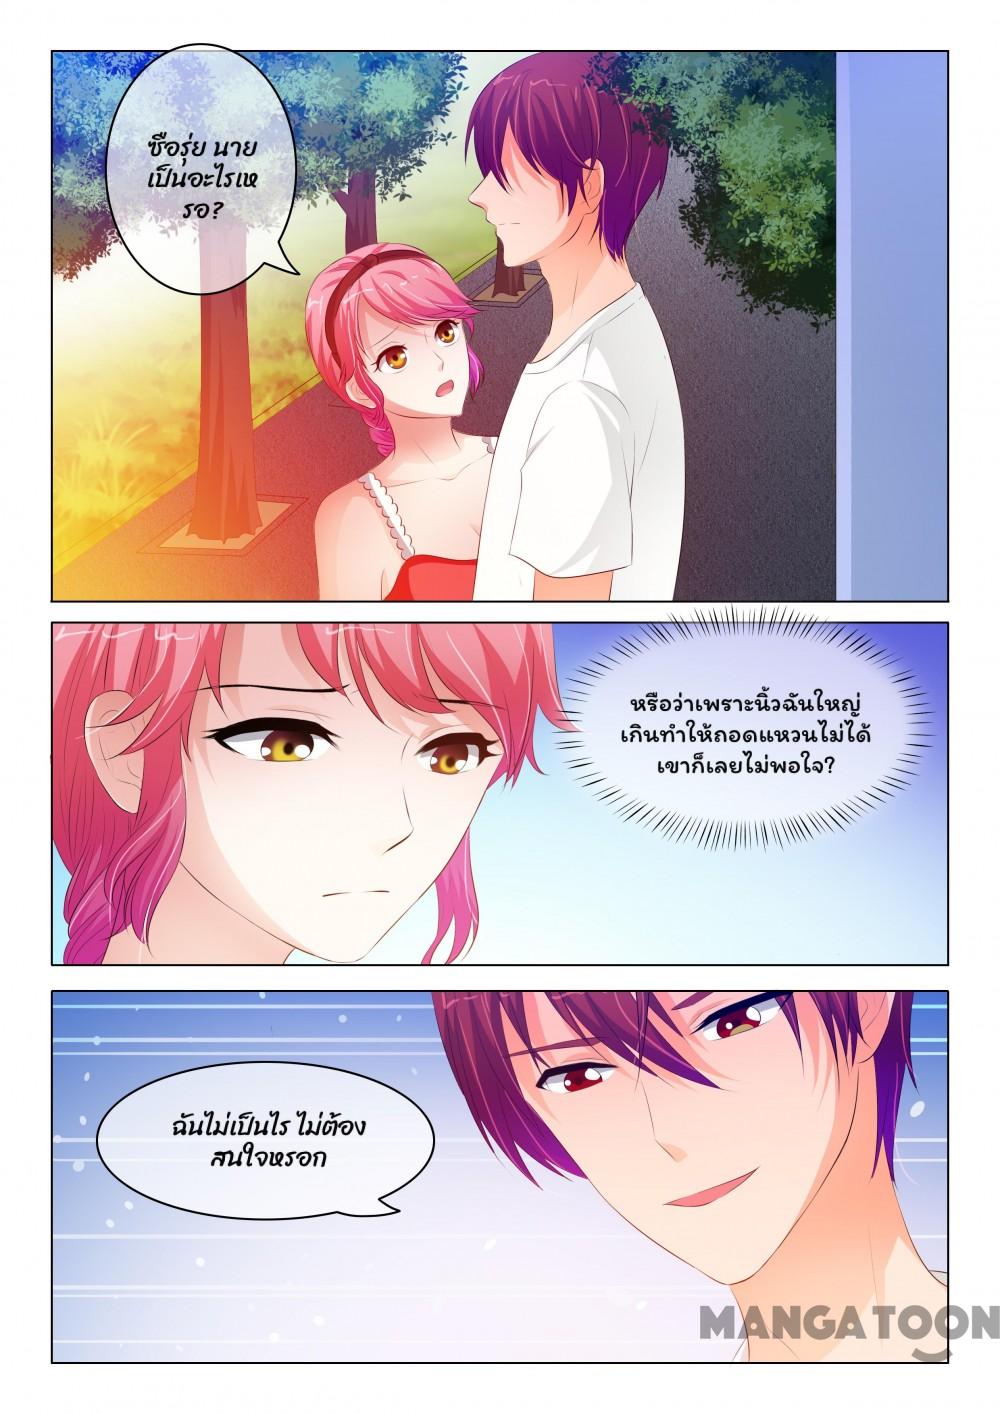 ซือรุ่ย นาย
เป็นอะไรเห
รอ?
หรือว่าเพราะนิ้วฉันใหญ่
เกินทำให้ถอดแหวนไม่ได้
เขาก็เลยไม่พอใจ?
ฉันไม่เป็นไร ไม่ต้อง
สนใจหรอก
MANGATOON